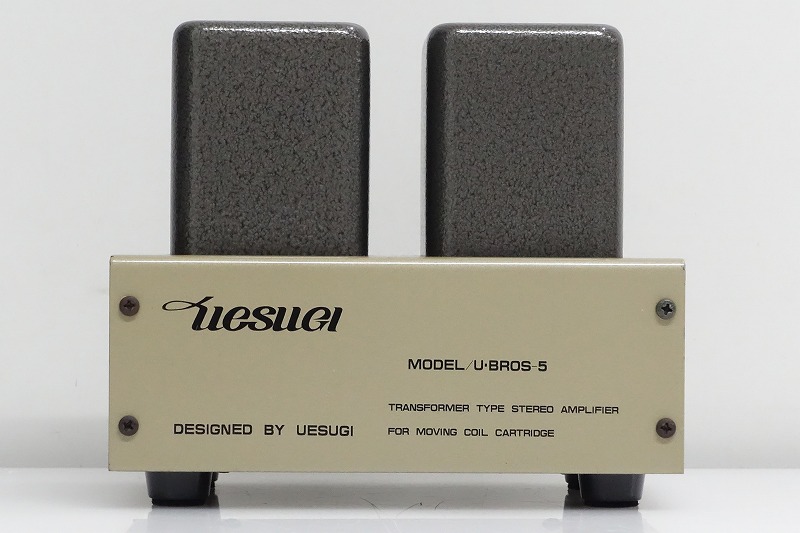 UESUGI
MODEL/U·BROS-5
TRANSFORMER TYPE STEREO AMPLIFIER
DESIGNED BY UESUGI
FOR MOVING COIL CARTRIDGE